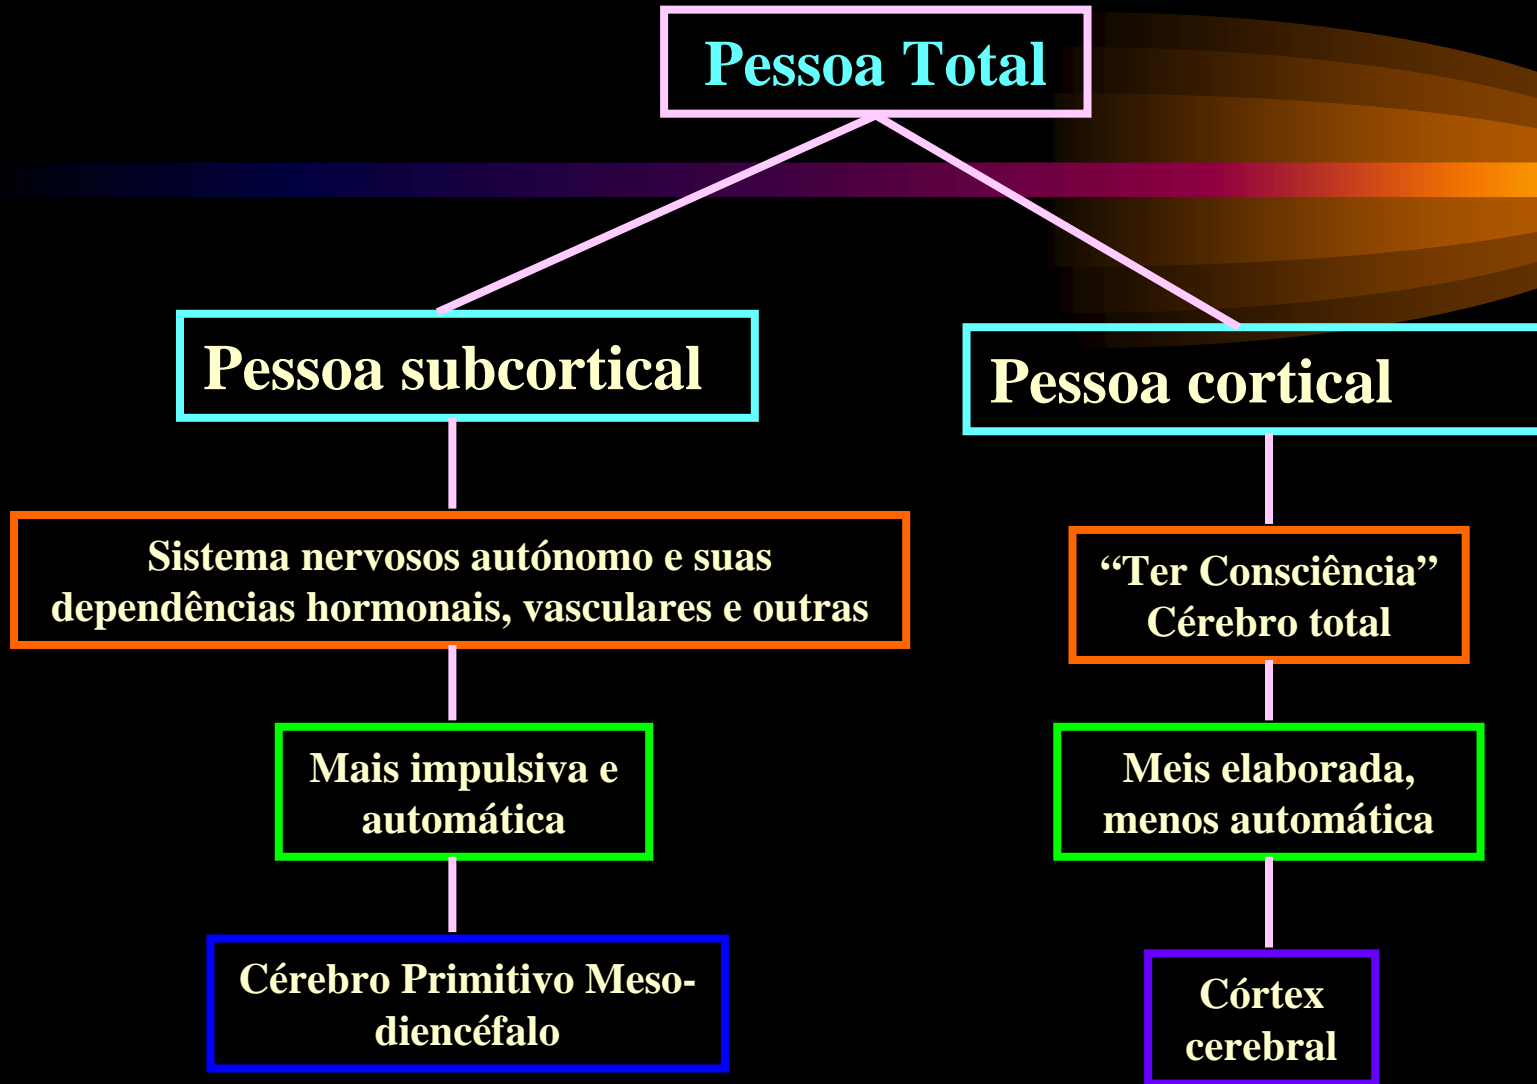 Pessoa Total
Pessoa subcortical
Pessoa cortical
Sistema nervosos autónomo e suas
dependências hormonais, vasculares e outras
“Ter Consciência”
Cérebro total
Mais impulsiva e
automática
Meis elaborada,
menos automática
Cérebro Primitivo Meso-
diencéfalo
Córtex
cerebral